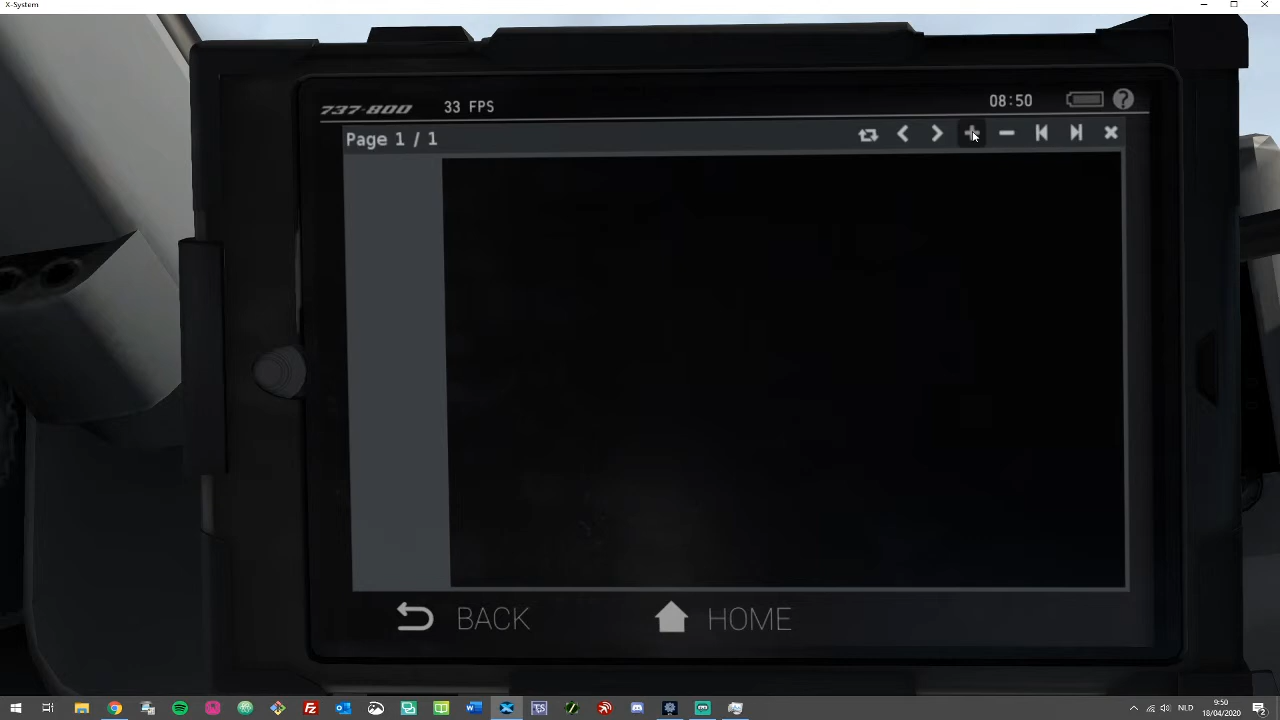 X-System
737-800 33 FPS 08:50
Page 1 / 1
BACK HOME
NLD
9:50
18/04/2020